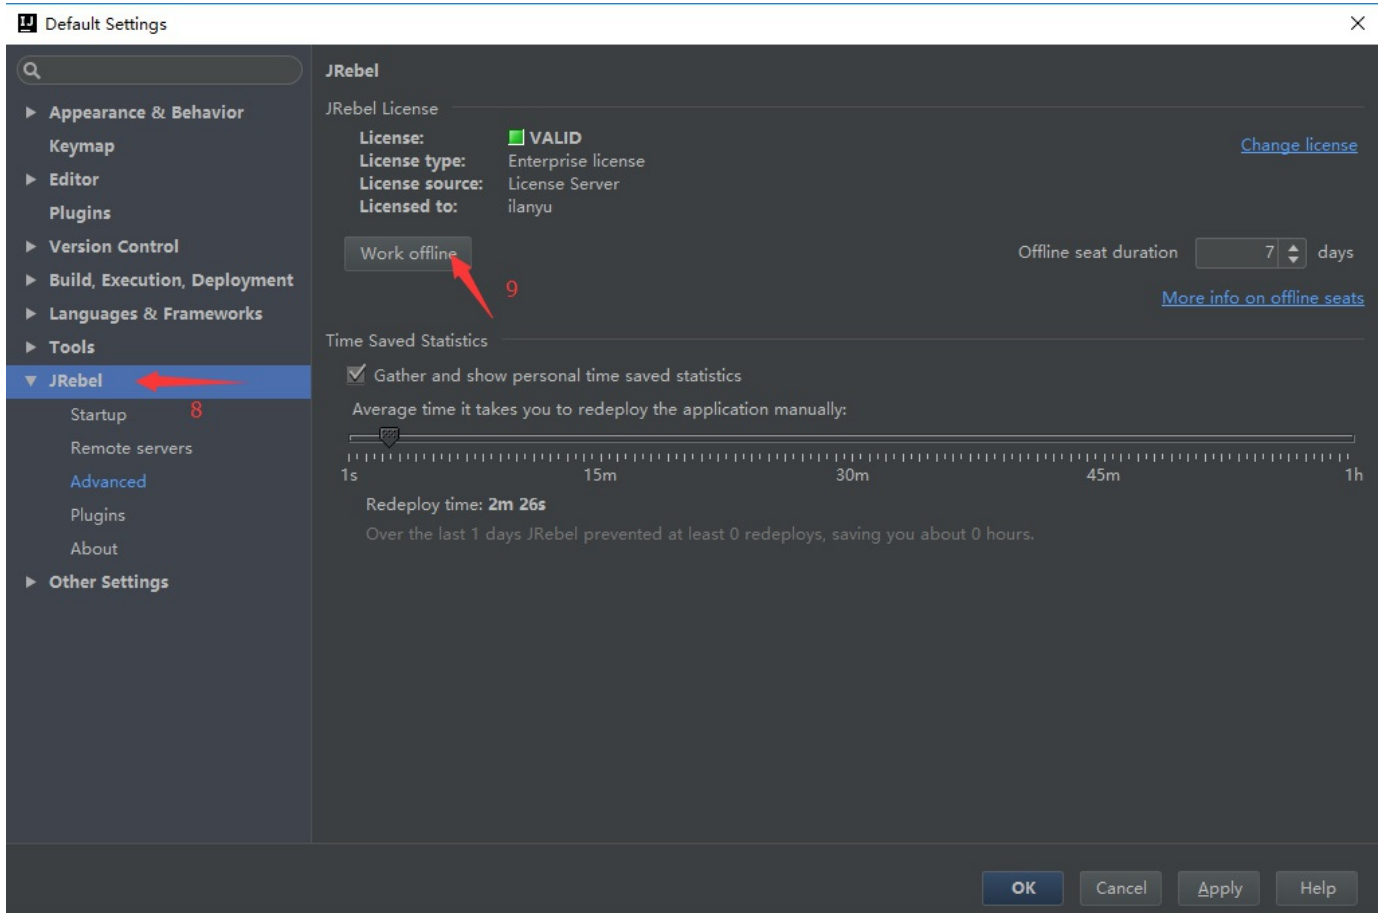 IJ Default Settings
JRebel
Appearance & Behavior
Keymap
Editor
Plugins
Version Control
Build, Execution, Deployment
Languages & Frameworks
Tools
JRebel
8
Startup
Remote servers
Advanced
Plugins
About
Other Settings
JRebel License
License: VALID
Change license
License type: Enterprise license
License source: License Server
Licensed to: ilanyu
Work offline
Offline seat duration 7 days
9
More info on offline seats
Time Saved Statistics
Gather and show personal time saved statistics
Average time it takes you to redeploy the application manually:
1s 15m 30m 45m 1h
Redeploy time: 2m 26s
Over the last 1 days JRebel prevented at least 0 redeploys, saving you about 0 hours.
OK Cancel Apply Help